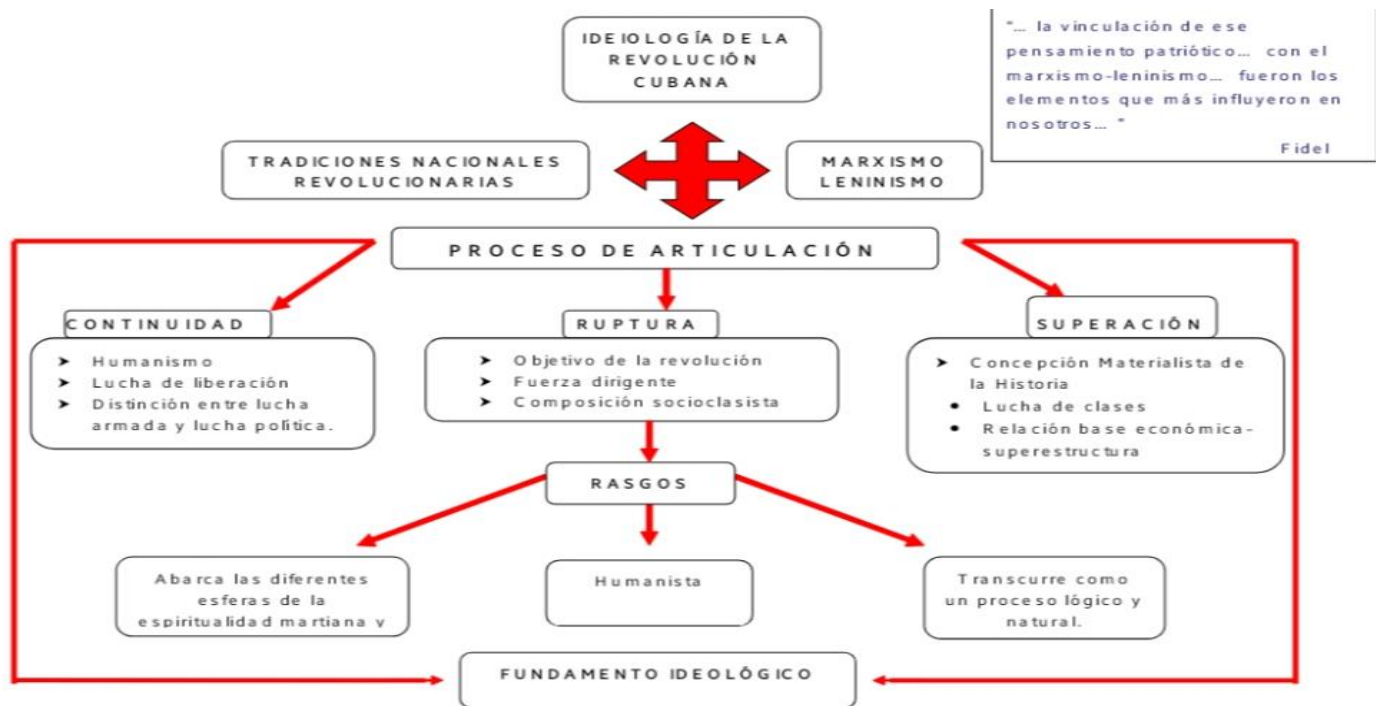 IDEIOLOGÍA DE LA
REVOLUCIÓN
CUBANA
"… la vinculación de ese
pensamiento patriótico… con el
marxismo-leninismo… fueron los
elementos que más influyeron en
nosotros… "
Fidel
TRADICIONES NACIONALES
REVOLUCIONARIAS
MARXISMO
LENINISMO
PROCESO DE ARTICULACIÓN
CONTINUIDAD
➤ Humanismo
➤ Lucha de liberación
➤ Distinción entre lucha
armada y lucha política.
RUPTURA
➤ Objetivo de la revolución
➤ Fuerza dirigente
➤ Composición socioclasista
SUPERACIÓN
➤ Concepción Materialista de
la Historia
• Lucha de clases
• Relación base económica-
superestructura
RASGOS
Abarca las diferentes
esferas de la
espiritualidad martiana y
Humanista
Transcurre como
un proceso lógico y
natural.
FUNDAMENTO IDEOLÓGICO